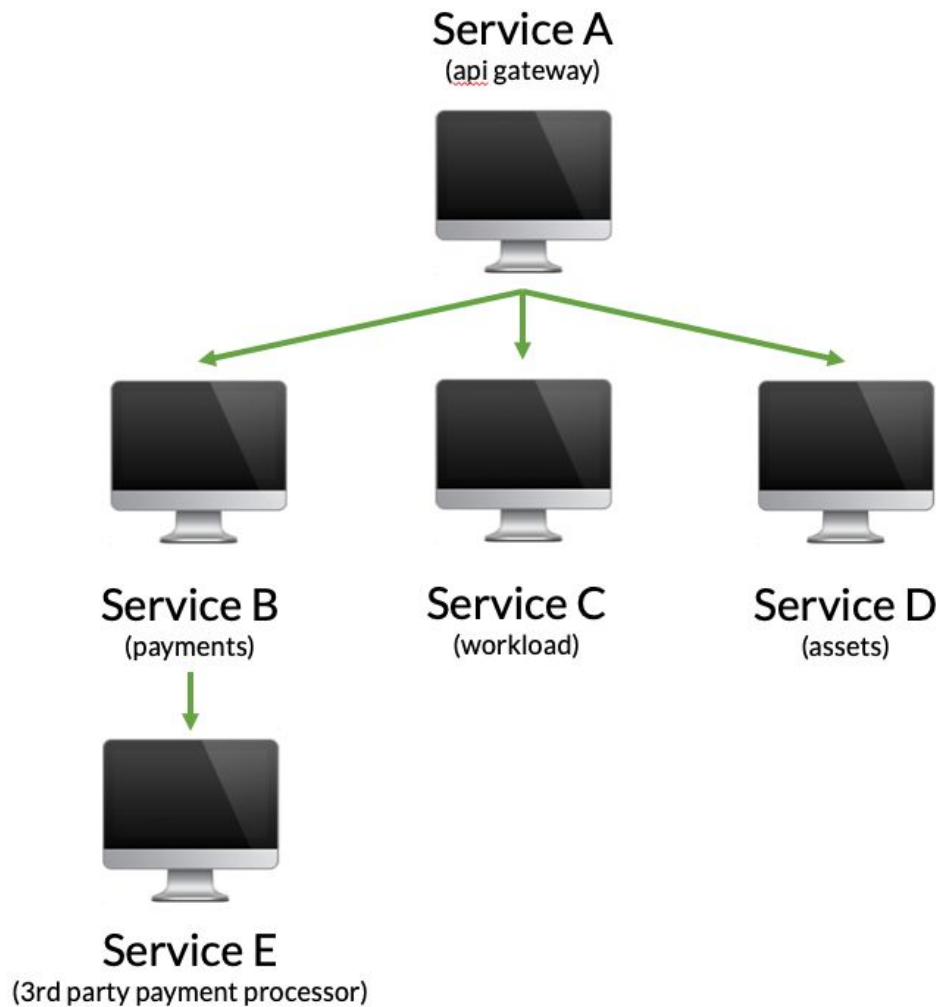 Service A
(api gateway)
Service B
(payments)
Service C
(workload)
Service D
(assets)
Service E
(3rd party payment processor)